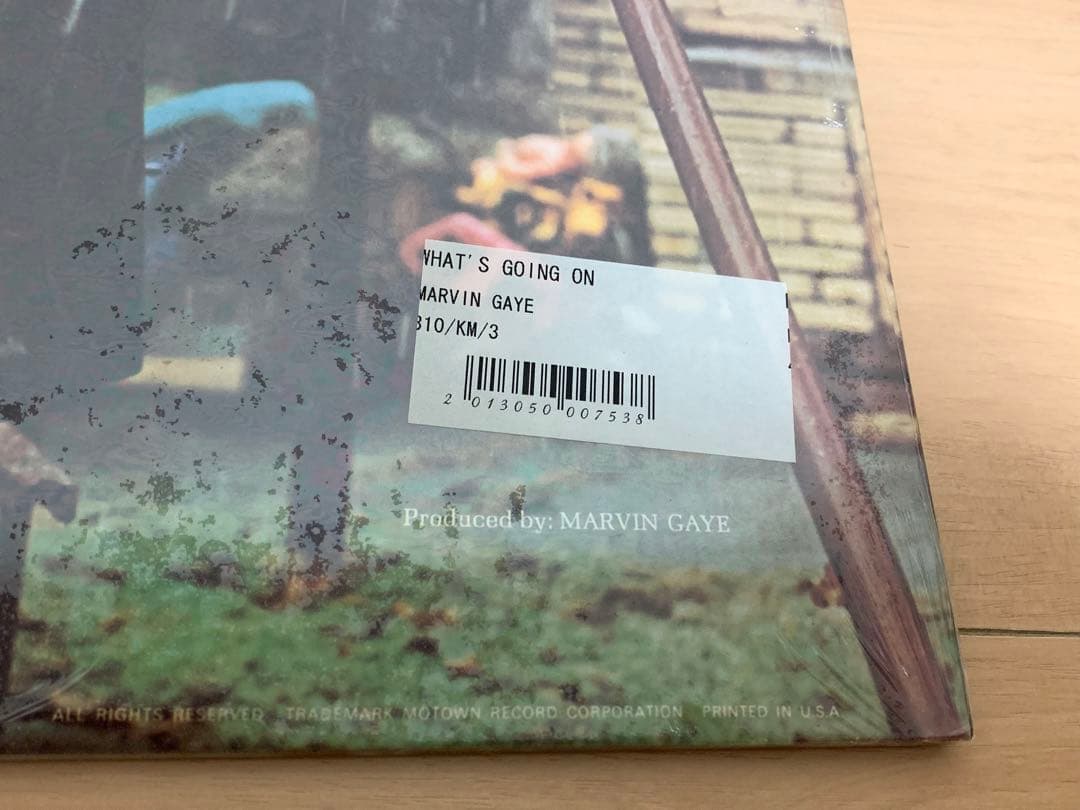 WHAT'S GOING ON
MARVIN GAYE
310/KM/3
2 013050 007538
Produced by: MARVIN GAYE
ALL RIGHTS RESERVED TRADEMARK MOTOWN RECORD CORPORATION PRINTED IN U.S.A.